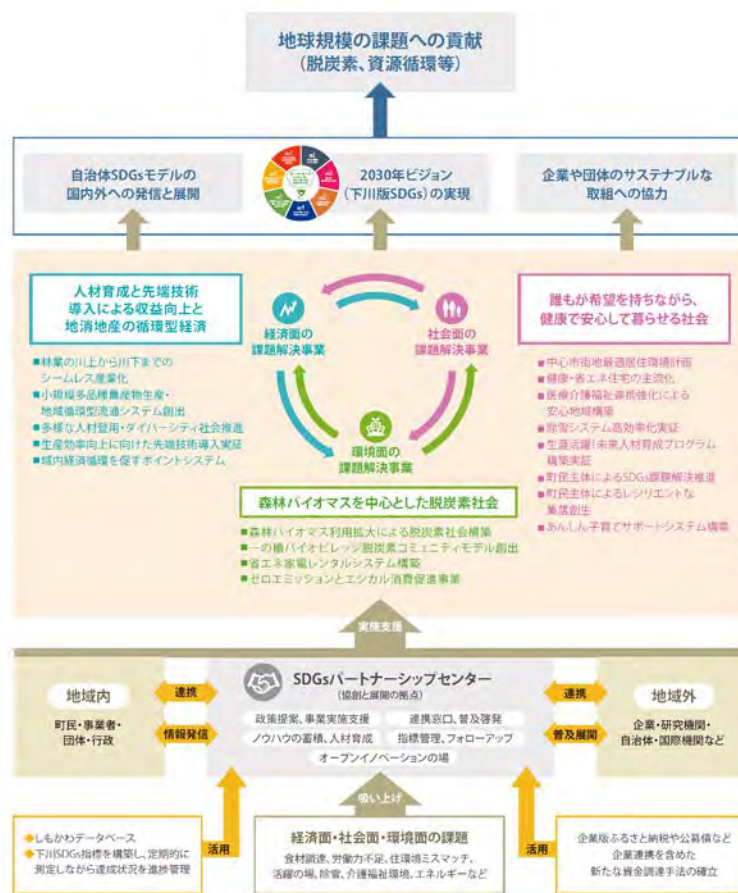 地球規模の課題への貢献
(脱炭素、資源循環等)
自治体SDGsモデルの
国内外への発信と展開
2030年ビジョン
(下川版SDGs)の実現
企業や団体のサステナブルな
取組への協力
人材育成と先端技術
導入による収益向上と
地消地産の循環型経済
■林業の川上から川下までの
シームレス産業化
■小規模多品種農産物生産・
地域循環型流通システム創出
■多様な人材登用・ダイバーシティ社会推進
■生産効率向上に向けた先端技術導入実証
■域内経済循環を促すポイントシステム
経済面の
課題解決事業
社会面の
課題解決事業
環境面の
課題解決事業
誰もが希望を持ちながら、
健康で安心して暮らせる社会
■中心市街地最適居住環境計画
■健康・省エネ住宅の主流化
■医療介護福祉連携強化による
安心地域構築
■除雪システム高効率化実証
■生涯活躍!未来人材育成プログラム
構築実証
■町民主体によるSDGs課題解決推進
■町民主体によるレジリエントな
集落創生
■あんしん子育てサポートシステム構築
森林バイオマスを中心とした脱炭素社会
■森林バイオマス利用拡大による脱炭素社会構築
■一の橋バイオビレッジ脱炭素コミュニティモデル創出
■省エネ家電レンタルシステム構築
■ゼロエミッションとエシカル消費促進事業
実施支援
地域内
町民・事業者・
団体・行政
連携
情報発信
SDGsパートナーシップセンター
(協創と展開の拠点)
政策提案、事業実施支援
連携窓口、普及啓発
ノウハウの蓄積、人材育成
指標管理、フォローアップ
オープンイノベーションの場
連携
普及展開
地域外
企業・研究機関・
自治体・国際機関など
吸い上げ
◆しもかわデータベース
◆下川SDGs指標を構築し、定期的に
測定しながら達成状況を進捗管理
活用
経済面・社会面・環境面の課題
食材調達、労働力不足、住環境ミスマッチ、
活躍の場、除雪、介護福祉環境、エネルギーなど
活用
企業版ふるさと納税や公募債など
企業連携を含めた
新たな資金調達手法の確立